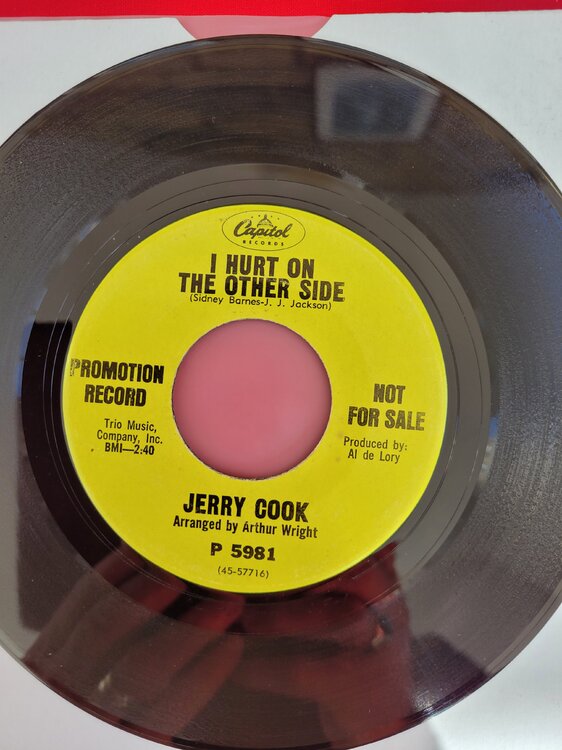 Capitol
RECORDS
I HURT ON
THE OTHER SIDE
(Sidney Barnes-J. J. Jackson)
PROMOTION
RECORD
Trio Music,
Company, Inc.
BMI—2:40
NOT
FOR SALE
Produced by:
Al de Lory
JERRY COOK
Arranged by Arthur Wright
P 5981
(45-57716)